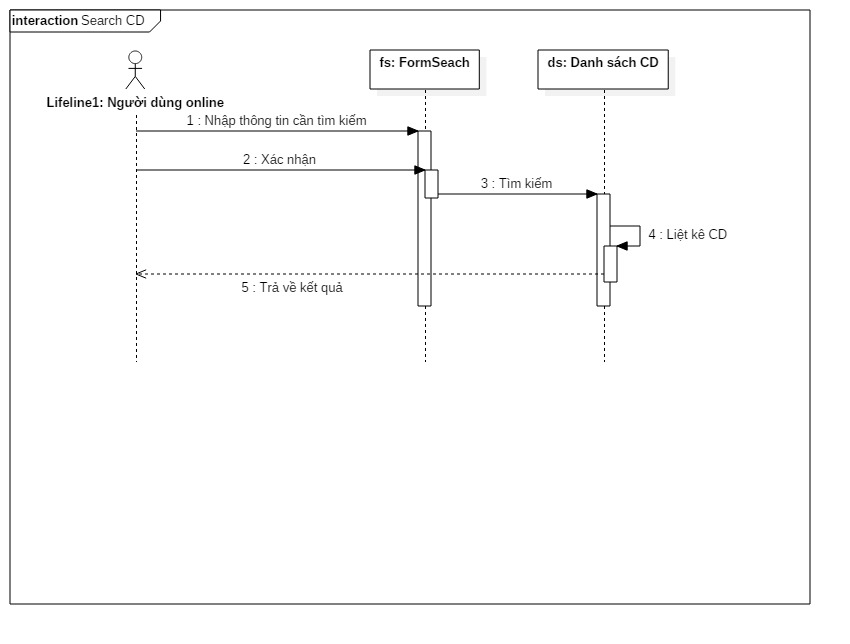 interaction Search CD
fs: FormSeach
ds: Danh sách CD
Lifeline1: Người dùng online
1 : Nhập thông tin cần tìm kiếm
2 : Xác nhận
3 : Tìm kiếm
4 : Liệt kê CD
5 : Trả về kết quả